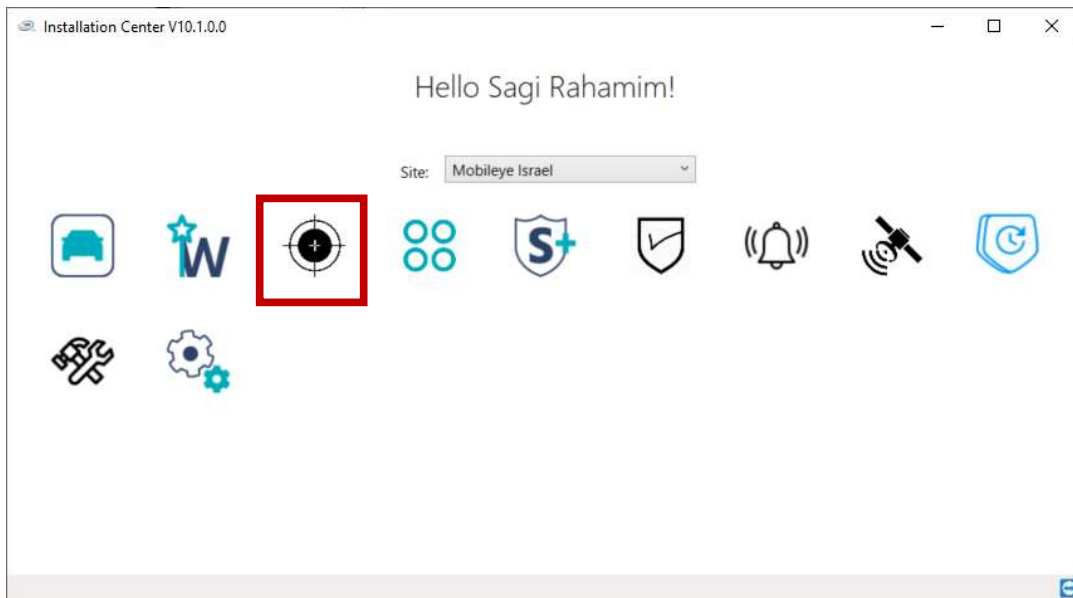 Installation Center V10.1.0.0
Hello Sagi Rahamim!
Site: Mobileye Israel
W
S+